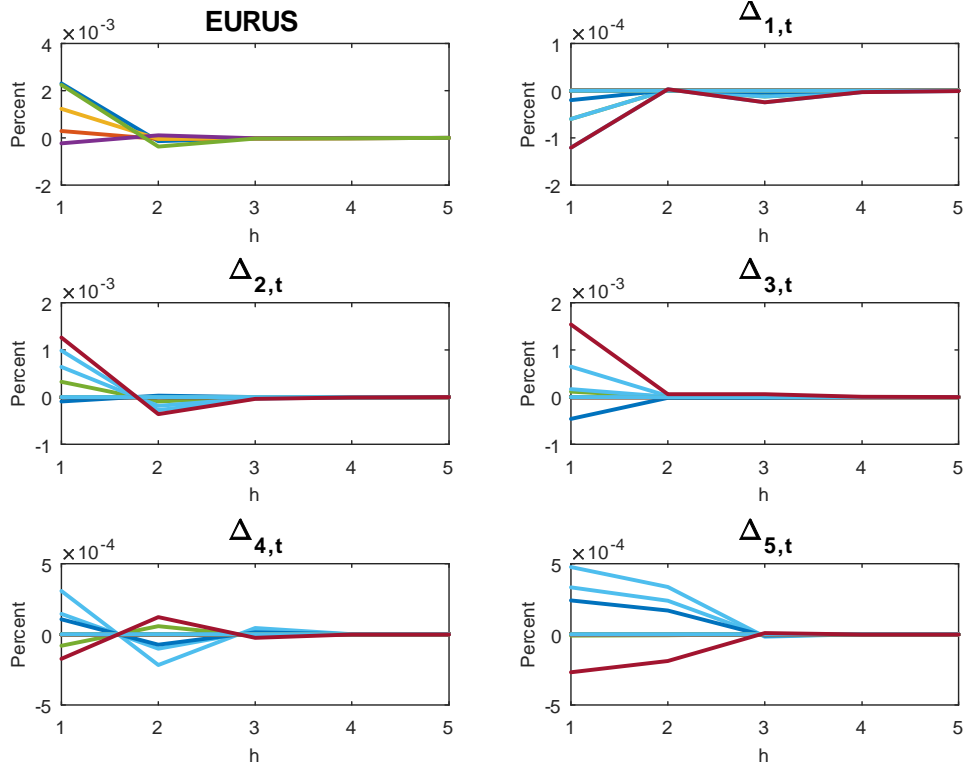 EURUS
×10-3
4
2
0
-2
Percent
1 2 3 4 5
h
Δ1,t
×10-4
1
0
-1
-2
Percent
1 2 3 4 5
h
Δ2,t
×10-3
2
1
0
-1
Percent
1 2 3 4 5
h
Δ3,t
×10-3
2
1
0
-1
Percent
1 2 3 4 5
h
Δ4,t
×10-4
5
0
-5
Percent
1 2 3 4 5
h
Δ5,t
×10-4
5
0
-5
Percent
1 2 3 4 5
h